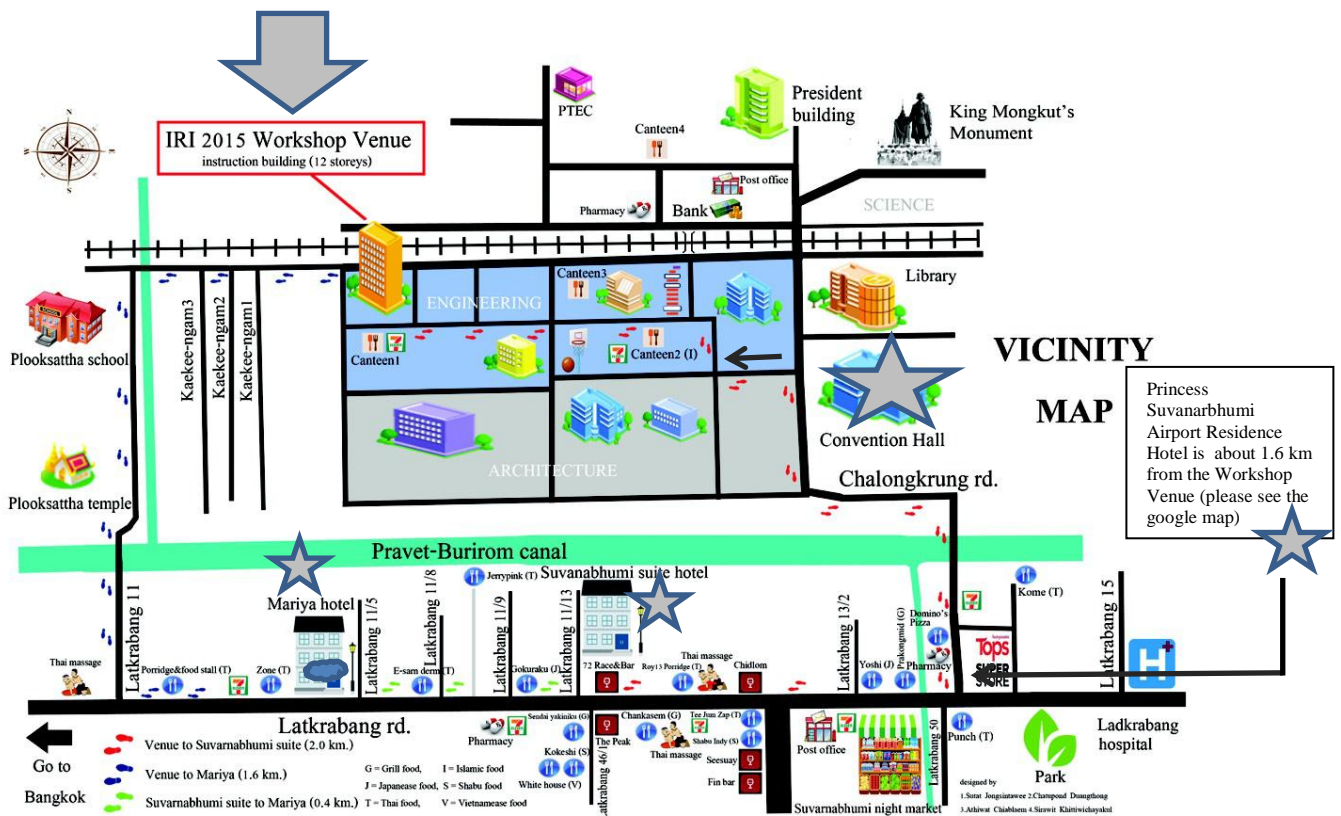 IRI 2015 Workshop Venue
instruction building (12 storeys)
PTEC
President
building
King Mongkut's
Monument
Canteen4
Post office
Pharmacy
Bank
SCIENCE
N
E
S
W
Plooksattha school
Plooksattha temple
Kaekee-ngam3
Kaekee-ngam2
Kaekee-ngam1
ENGINEERING
Canteen3
Canteen1
Canteen2 (I)
ARCHITECTURE
Library
Convention Hall
VICINITY
MAP
Princess
Suvanarbhumi
Airport Residence
Hotel is about 1.6 km
from the Workshop
Venue (please see the
google map)
Chalongkrung rd.
Pravet-Burirom canal
Mariya hotel
Suvanabhumi suite hotel
Jerrypink (T)
Latkrabang 11
Latkrabang 11/5
Latkrabang 11/8
Latkrabang 11/9
Latkrabang 11/13
Latkrabang 13/2
Latkrabang 15
Thai massage
Porridge&food stall (T)
Zone (T)
E-sam derm (T)
Gokuraku (J)
72 Race&Bar
Roy13 Porridge (T)
Thai massage
Chidlom
Yoshi (J)
Prakongmid (G)
Domino's
Pizza
Pharmacy
Kome (T)
Tops
SUPER
STORE
H
Ladkrabang
hospital
Latkrabang rd.
Go to
Bangkok
Venue to Suvarnabhumi suite (2.0 km.)
Venue to Mariya (1.6 km.)
Suvarnabhumi suite to Mariya (0.4 km.)
G = Grill food, I = Islamic food
J = Japanease food, S = Shabu food
T = Thai food, V = Vietnamease food
Pharmacy
Sendai yakiniku (G)
Kokeshi (S)
White house (V)
The Peak
Latkrabang 46/1
Chankasem (G)
Thai massage
Tee Jum Zap (T)
Shabu Indy (S)
Seesuay
Fin bar
Post office
Suvarnabhumi night market
Latkrabang 50
Punch (T)
Park
designed by
1.Surat Jongsintawee 2.Champond Duangthong
3.Athiwat Chiablaem 4.Sirawit Khittiwichayakul